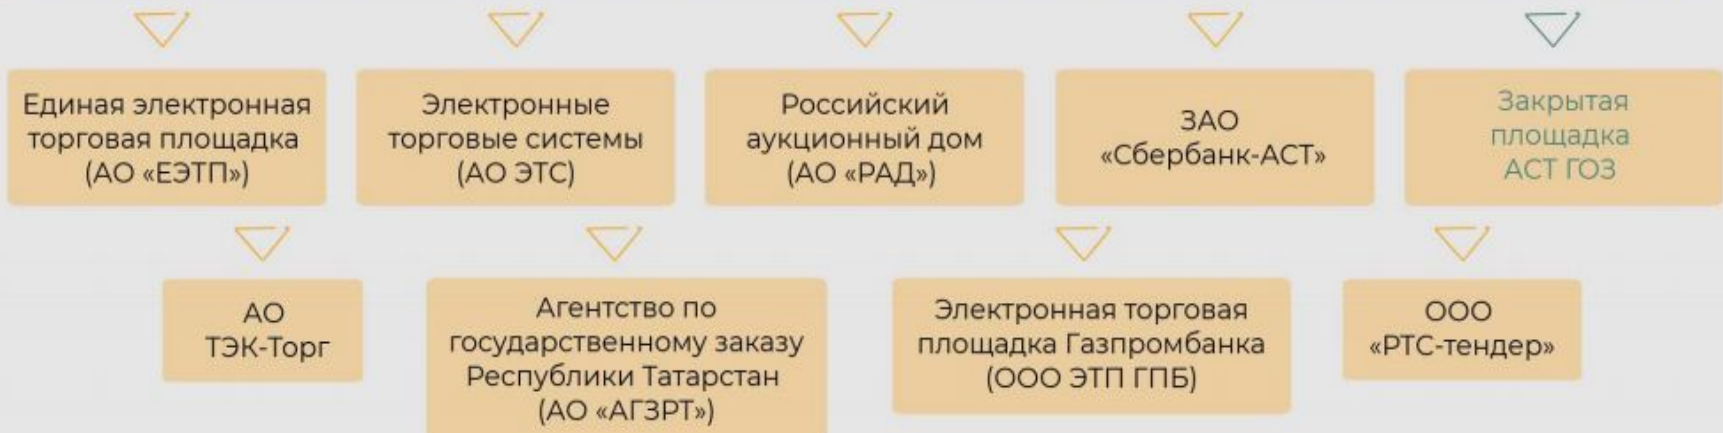 Единая электронная
торговая площадка
(АО «ЕЭТП»)
Электронные
торговые системы
(АО ЭТС)
Российский
аукционный дом
(АО «РАД»)
ЗАО
«Сбербанк-АСТ»
Закрытая
площадка
АСТ ГОЗ
АО
ТЭК-Торг
Агентство по
государственному заказу
Республики Татарстан
(АО «АГЗРТ»)
Электронная торговая
площадка Газпромбанка
(ООО ЭТП ГПБ)
ООО
«РТС-тендер»